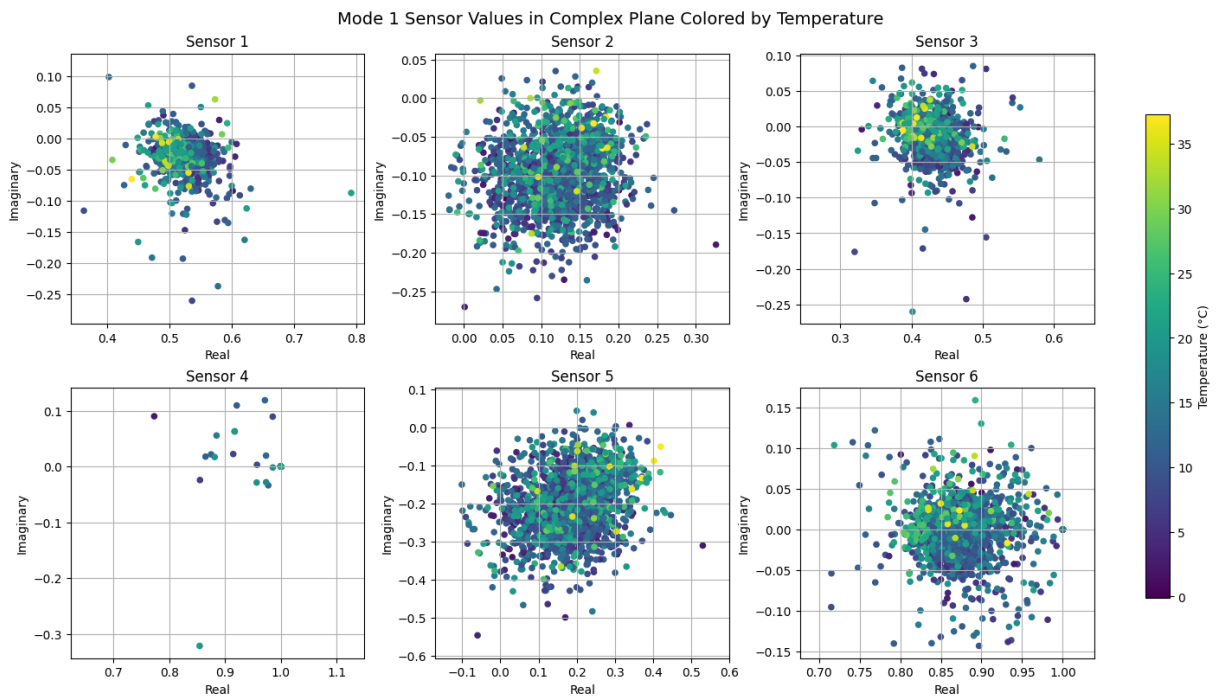 Mode 1 Sensor Values in Complex Plane Colored by Temperature
Sensor 1
0.10
0.05
0.00
−0.05
−0.10
−0.15
−0.20
−0.25
Imaginary
0.4 0.5 0.6 0.7 0.8
Real
Sensor 2
0.05
0.00
−0.05
−0.10
−0.15
−0.20
−0.25
Imaginary
0.00 0.05 0.10 0.15 0.20 0.25 0.30
Real
Sensor 3
0.10
0.05
0.00
−0.05
−0.10
−0.15
−0.20
−0.25
Imaginary
0.3 0.4 0.5 0.6
Real
Sensor 4
0.1
0.0
−0.1
−0.2
−0.3
Imaginary
0.7 0.8 0.9 1.0 1.1
Real
Sensor 5
0.1
0.0
−0.1
−0.2
−0.3
−0.4
−0.5
−0.6
Imaginary
−0.1 0.0 0.1 0.2 0.3 0.4 0.5 0.6
Real
Sensor 6
0.15
0.10
0.05
0.00
−0.05
−0.10
−0.15
Imaginary
0.70 0.75 0.80 0.85 0.90 0.95 1.00
Real
35
30
25
20
15
10
5
0
Temperature (°C)